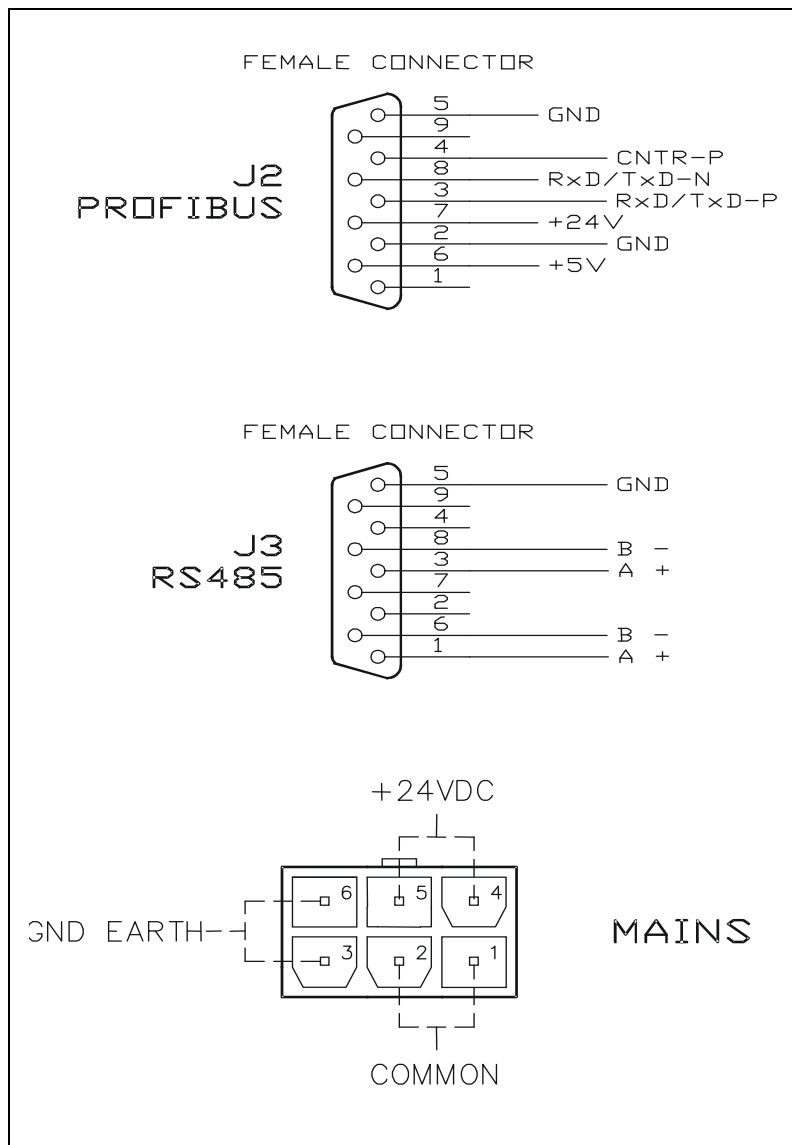 FEMALE CONNECTOR
J2
PROFIBUS
5 GND
9
4 CNTR-P
8 RxD/TxD-N
3 RxD/TxD-P
7 +24V
2 GND
6 +5V
1
FEMALE CONNECTOR
J3
RS485
5 GND
9
4
8 B -
3 A +
7
2
6 B -
1 A +
+24VDC
6 5 4
GND EARTH
MAINS
3 2 1
COMMON